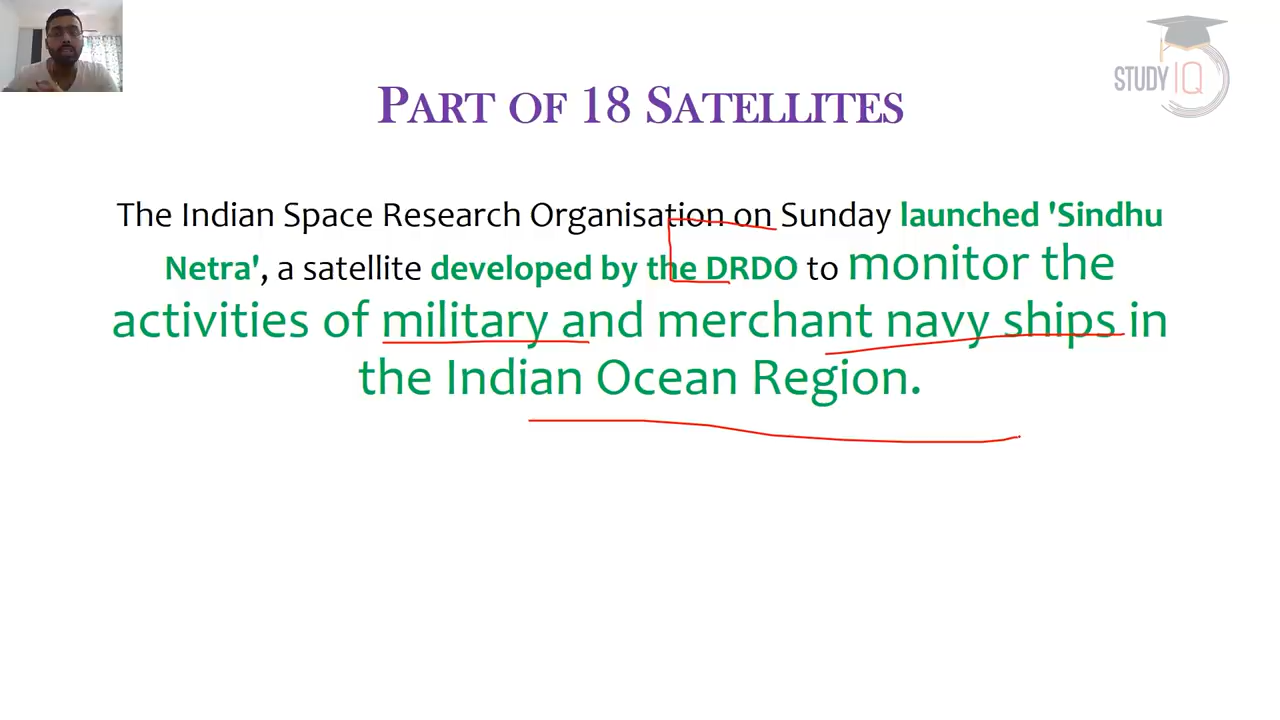 STUDY IQ
PART OF 18 SATELLITES
The Indian Space Research Organisation on Sunday launched 'Sindhu
Netra', a satellite developed by the DRDO to monitor the
activities of military and merchant navy ships in
the Indian Ocean Region.